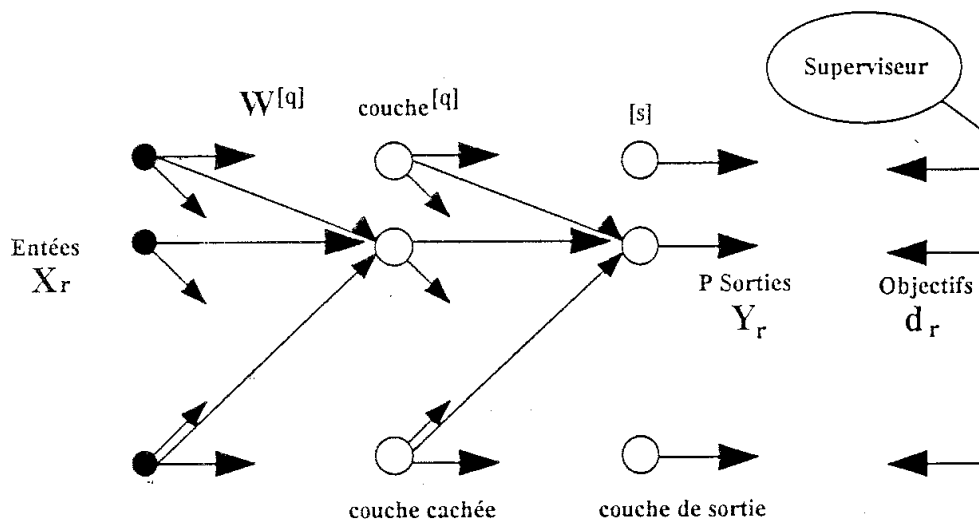 Superviseur
W[q]
couche[q]
[s]
Entées
Xr
P Sorties
Yr
Objectifs
dr
couche cachée
couche de sortie